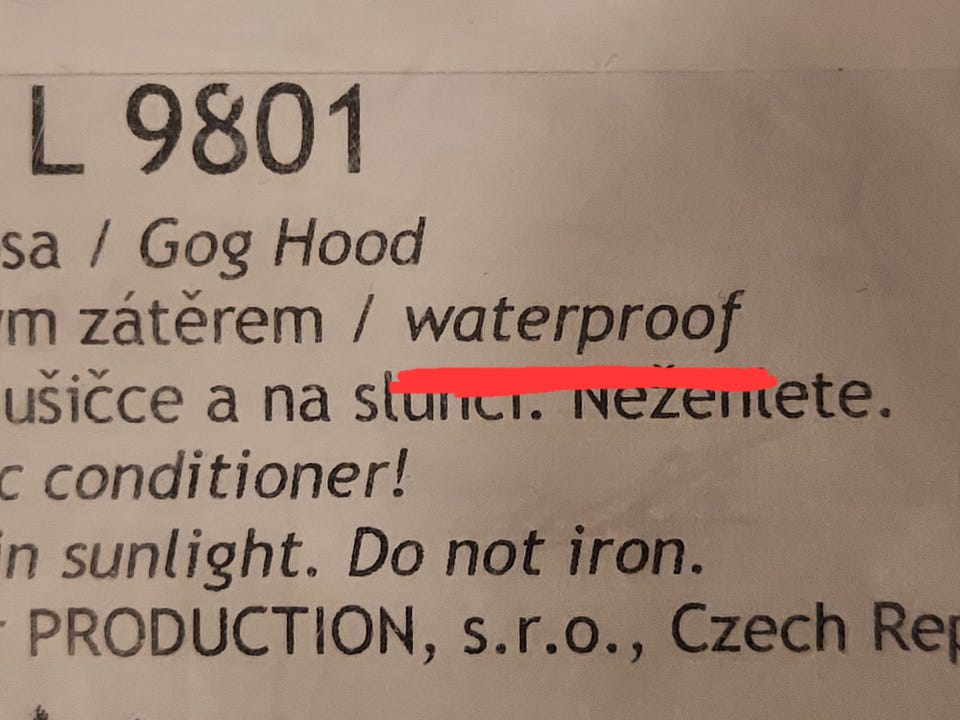 L 9801
sa / Gog Hood
ým zátěrem / waterproof
ušičce a na slunci. Nežehlete.
c conditioner!
in sunlight. Do not iron.
PRODUCTION, s.r.o., Czech Rep